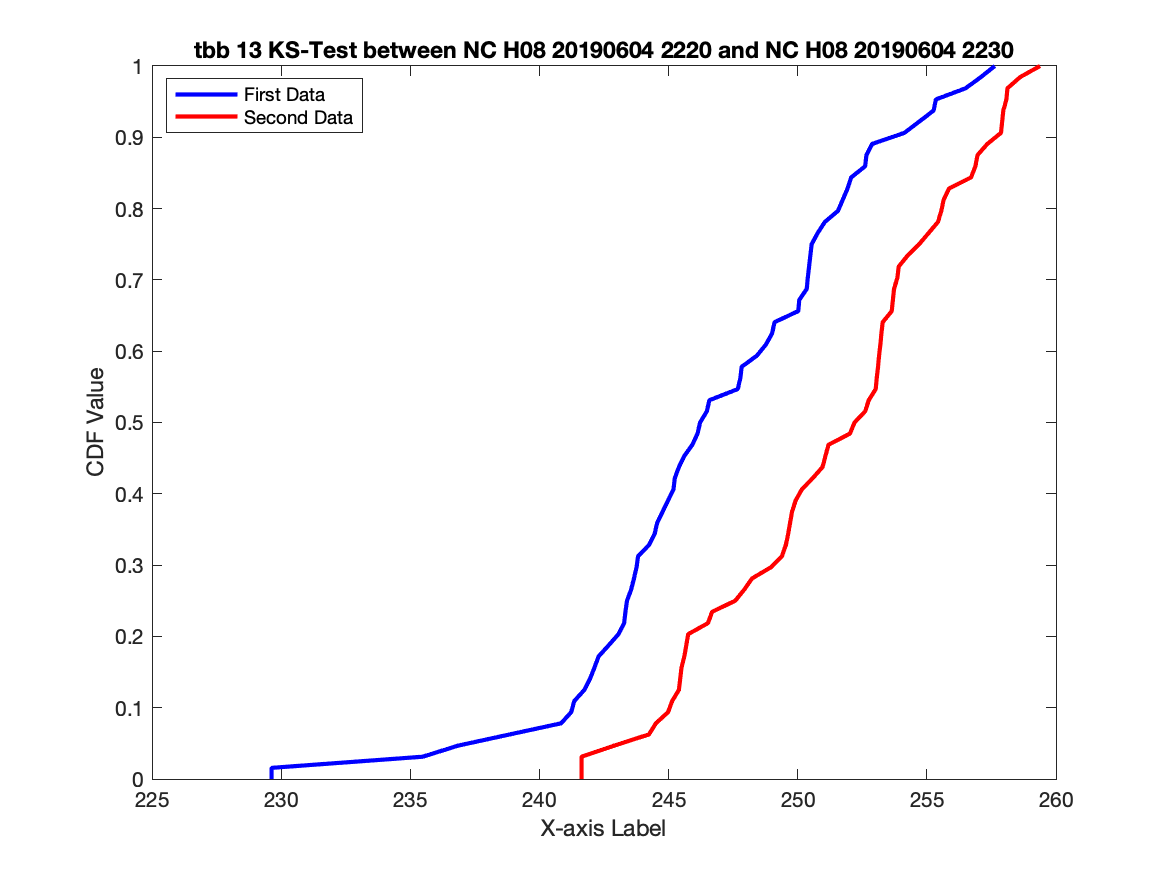 tbb 13 KS-Test between NC H08 20190604 2220 and NC H08 20190604 2230
First Data
Second Data
1
0.9
0.8
0.7
0.6
0.5
0.4
0.3
0.2
0.1
0
CDF Value
225 230 235 240 245 250 255 260
X-axis Label